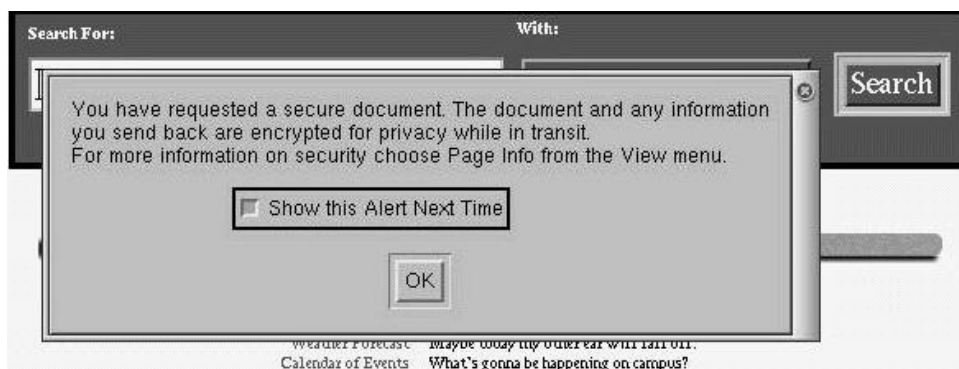 Search For:
With:
Search
You have requested a secure document. The document and any information
you send back are encrypted for privacy while in transit.
For more information on security choose Page Info from the View menu.
Show this Alert Next Time
OK
Weather Forecast Maybe today my other ear will fall off.
Calendar of Events What's gonna be happening on campus?